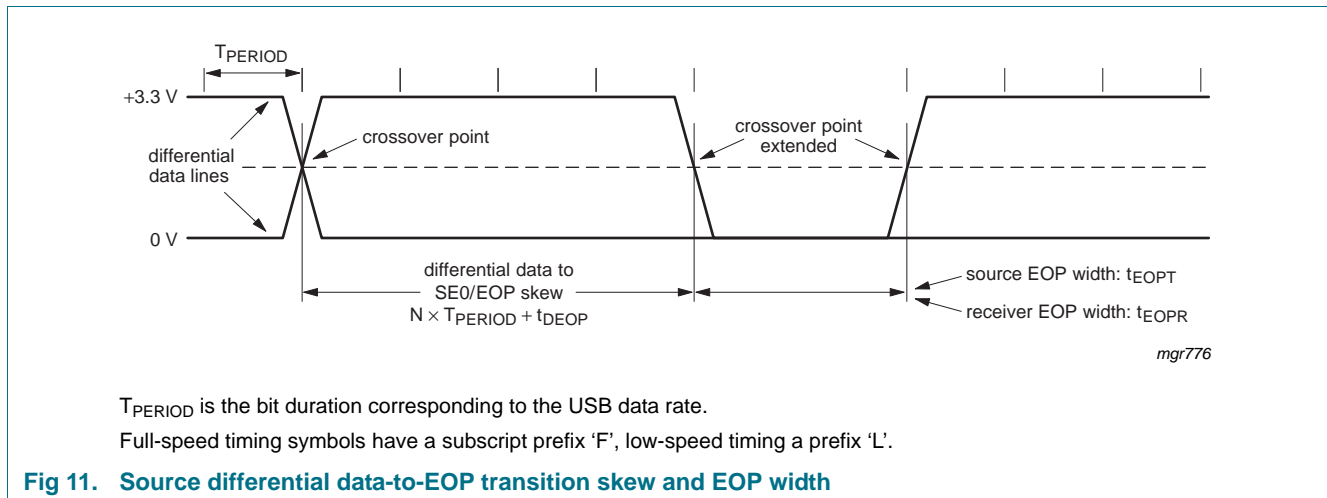 TPERIOD
+3.3 V
crossover point
crossover point
extended
differential
data lines
0 V
differential data to
SE0/EOP skew
N × TPERIOD + tDEOP
source EOP width: tEOPT
receiver EOP width: tEOPR
mgr776
TPERIOD is the bit duration corresponding to the USB data rate.
Full-speed timing symbols have a subscript prefix ‘F’, low-speed timing a prefix ‘L’.
Fig 11. Source differential data-to-EOP transition skew and EOP width